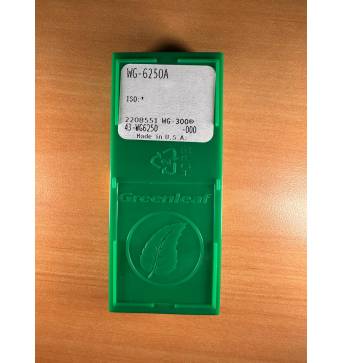 WG-6250A
ISO:*
2208551 WG-300®
43-WG6250 -000
Made in U.S.A.
Greenleaf